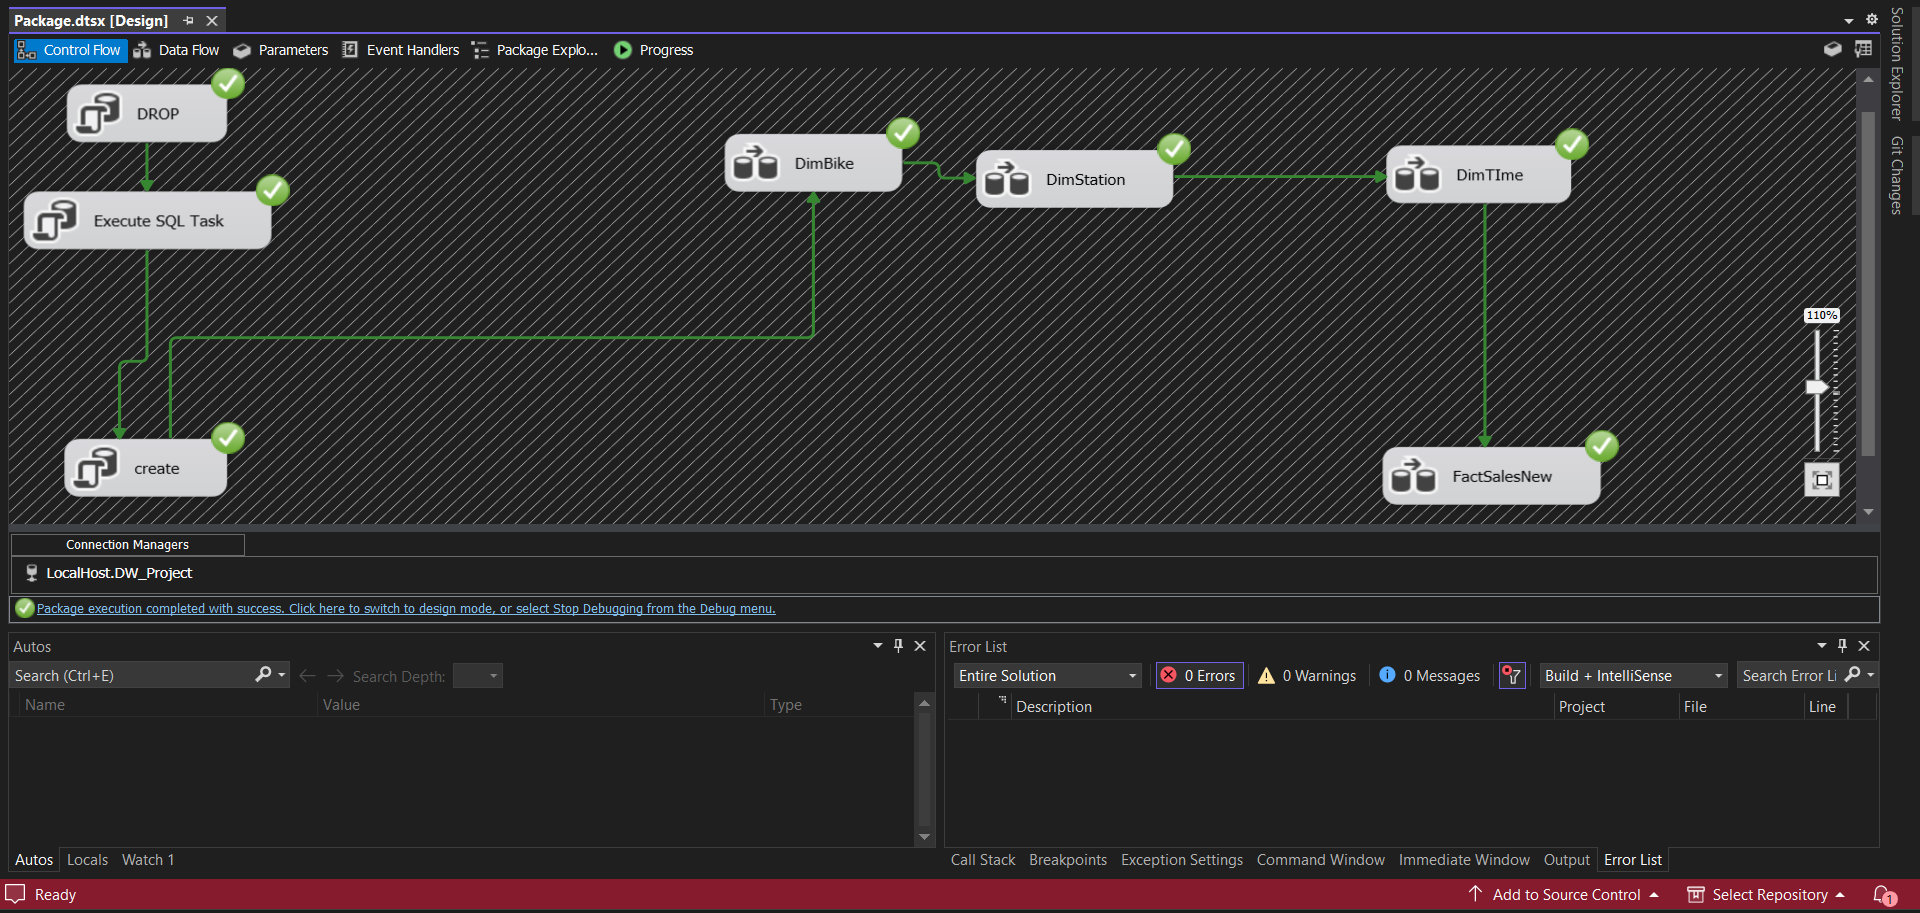 Package.dtsx [Design]
Control Flow Data Flow Parameters Event Handlers Package Explo... Progress
DROP
Execute SQL Task
create
DimBike
DimStation
DimTIme
FactSalesNew
110%
Solution Explorer
Git Changes
Connection Managers
LocalHost.DW_Project
Package execution completed with success. Click here to switch to design mode, or select Stop Debugging from the Debug menu.
Autos
Search (Ctrl+E) Search Depth:
Name Value Type
Autos Locals Watch 1
Error List
Entire Solution 0 Errors 0 Warnings 0 Messages Build + IntelliSense Search Error Li
Description Project File Line
Call Stack Breakpoints Exception Settings Command Window Immediate Window Output Error List
Ready Add to Source Control Select Repository 1